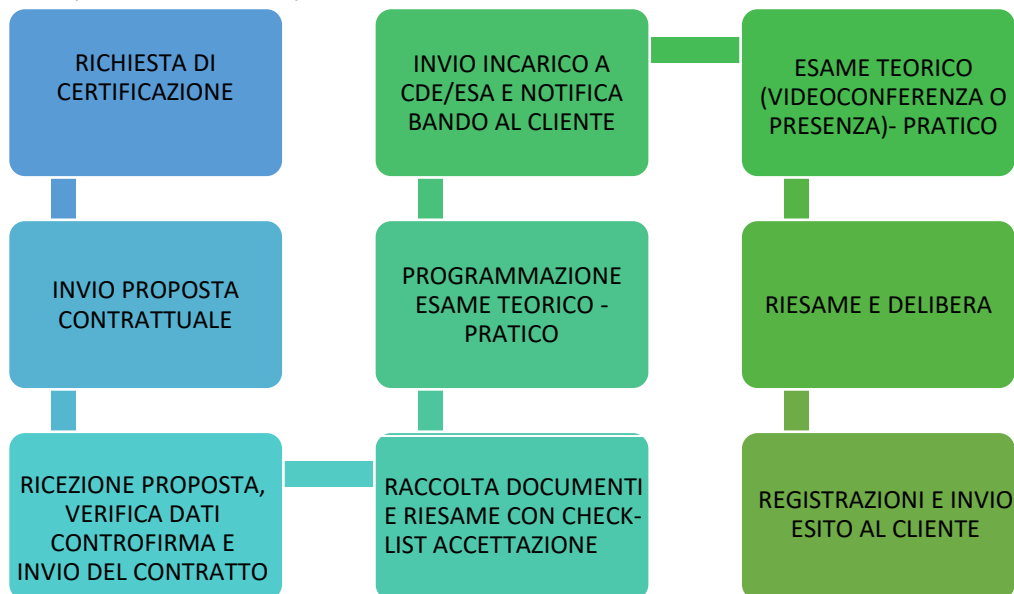 RICHIESTA DI
CERTIFICAZIONE
INVIO PROPOSTA
CONTRATTUALE
RICEZIONE PROPOSTA,
VERIFICA DATI
CONTROFIRMA E
INVIO DEL CONTRATTO
RACCOLTA DOCUMENTI
E RIESAME CON CHECK-
LIST ACCETTAZIONE
PROGRAMMAZIONE
ESAME TEORICO -
PRATICO
INVIO INCARICO A
CDE/ESA E NOTIFICA
BANDO AL CLIENTE
ESAME TEORICO
(VIDEOCONFERENZA O
PRESENZA)- PRATICO
RIESAME E DELIBERA
REGISTRAZIONI E INVIO
ESITO AL CLIENTE